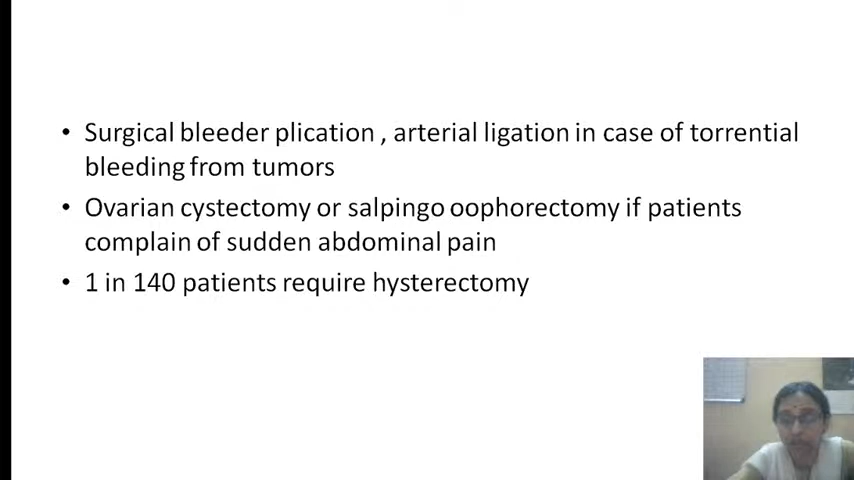 • Surgical bleeder plication , arterial ligation in case of torrential
bleeding from tumors
• Ovarian cystectomy or salpingo oophorectomy if patients
complain of sudden abdominal pain
• 1 in 140 patients require hysterectomy